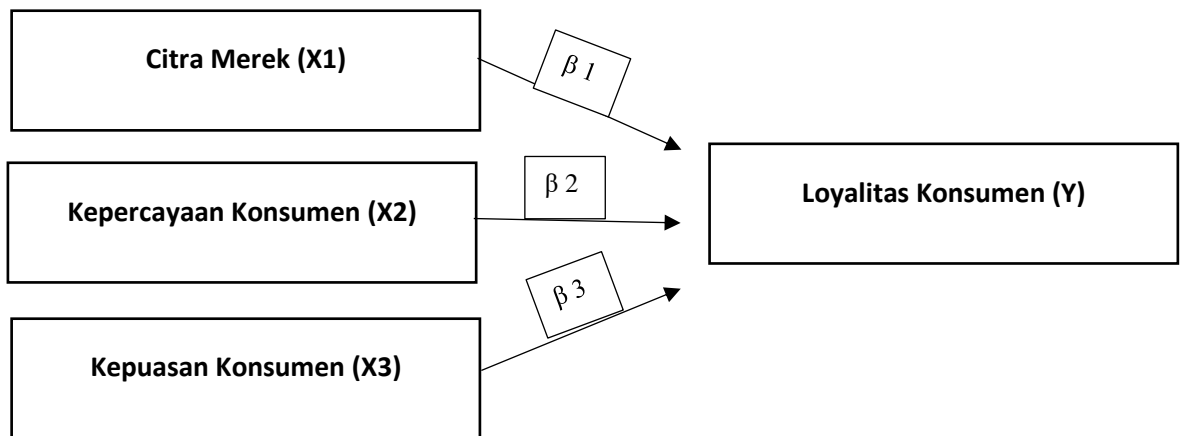 Citra Merek (X1)
β 1
Kepercayaan Konsumen (X2)
β 2
Loyalitas Konsumen (Y)
β 3
Kepuasan Konsumen (X3)